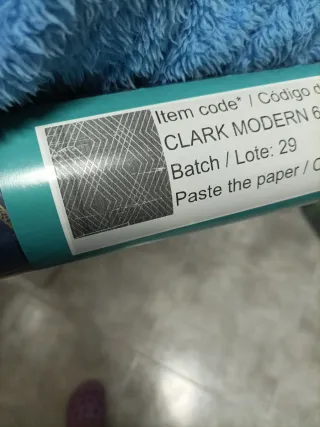 Item code* / Código d
CLARK MODERN 6
Batch / Lote: 29
Paste the paper / C